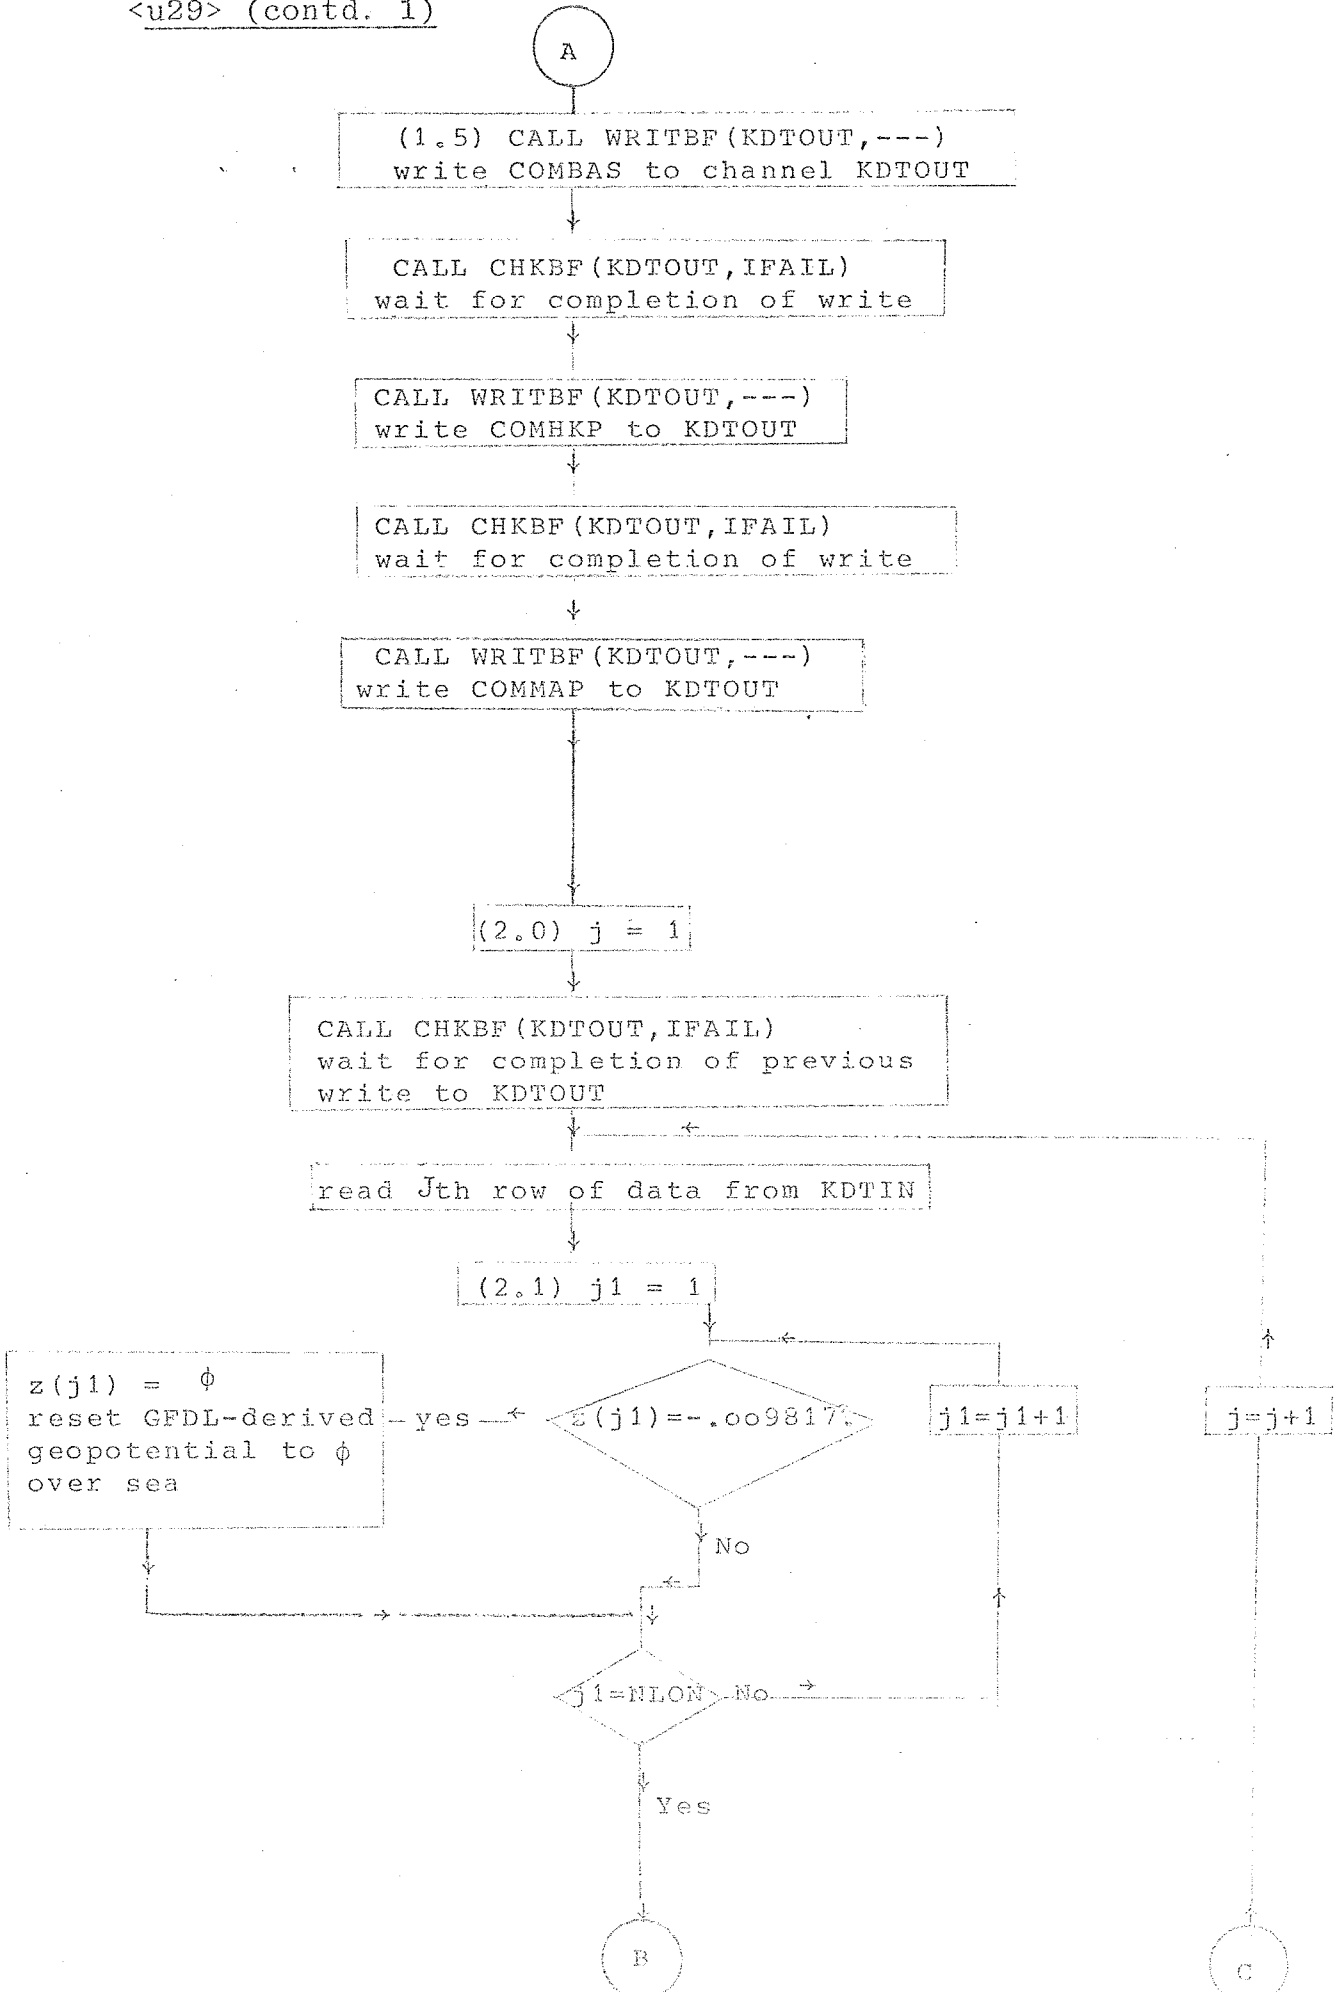 <u29> (contd. 1)
A
(1.5) CALL WRITBF(KDTOUT,---)
write COMBAS to channel KDTOUT
CALL CHKBF(KDTOUT,IFAIL)
wait for completion of write
CALL WRITBF(KDTOUT,---)
write COMHKP to KDTOUT
CALL CHKBF(KDTOUT,IFAIL)
wait for completion of write
CALL WRITBF(KDTOUT,---)
write COMMAP to KDTOUT
(2.0) j = 1
CALL CHKBF(KDTOUT,IFAIL)
wait for completion of previous
write to KDTOUT
read Jth row of data from KDTIN
(2.1) j1 = 1
z(j1) = ϕ
reset GFDL-derived
geopotential to ϕ
over sea
yes
z(j1)=-.oo9817?
j1=j1+1
j=j+1
No
j1=NLON
No
Yes
B
C